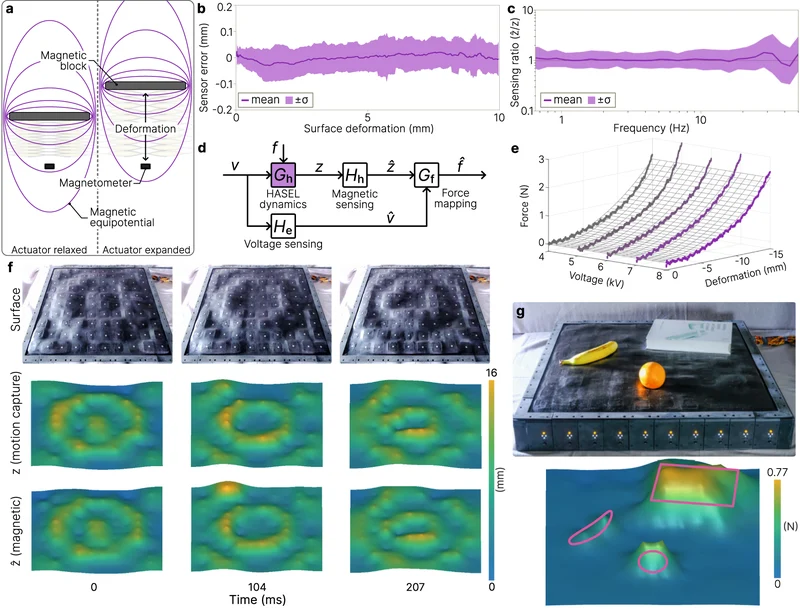 a
Magnetic
block
Deformation
Magnetometer
Magnetic
equipotential
Actuator relaxed
Actuator expanded
b
Sensor error (mm)
0.2
0.1
0
-0.1
-0.2
mean
±σ
0
5
10
Surface deformation (mm)
c
Sensing ratio (ẑ/z)
10
1
0.1
mean
±σ
1
10
Frequency (Hz)
d
v
f
Gh
z
Hh
ẑ
Gf
f̂
HASEL
dynamics
Magnetic
sensing
Force
mapping
He
v̂
Voltage sensing
e
Force (N)
3
2
1
0
4
5
6
7
8
Voltage (kV)
0
-5
-10
-15
Deformation (mm)
f
Surface
z (motion capture)
ẑ (magnetic)
16
(mm)
0
0
104
207
Time (ms)
g
0.77
(N)
0